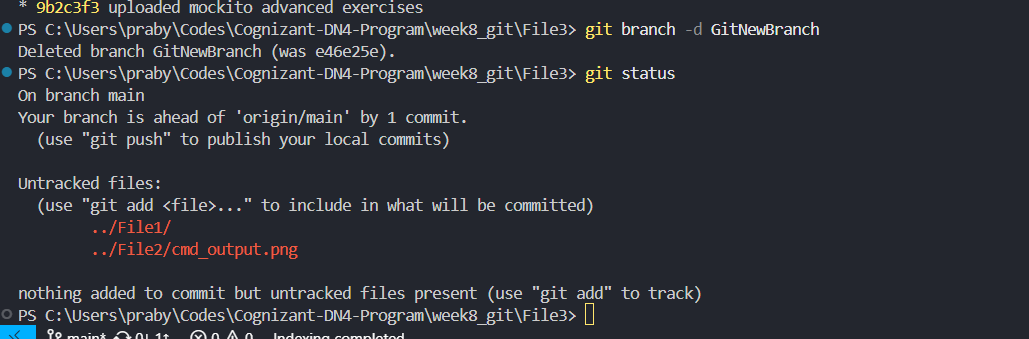 * 9b2c3f3 uploaded mockito advanced exercises
PS C:\Users\praby\Codes\Cognizant-DN4-Program\week8_git\File3> git branch -d GitNewBranch
Deleted branch GitNewBranch (was e46e25e).
PS C:\Users\praby\Codes\Cognizant-DN4-Program\week8_git\File3> git status
On branch main
Your branch is ahead of 'origin/main' by 1 commit.
  (use "git push" to publish your local commits)

Untracked files:
  (use "git add <file>..." to include in what will be committed)
        ../File1/
        ../File2/cmd_output.png

nothing added to commit but untracked files present (use "git add" to track)
PS C:\Users\praby\Codes\Cognizant-DN4-Program\week8_git\File3>
main* 0↓ 1↑ 0 0 Indexing completed